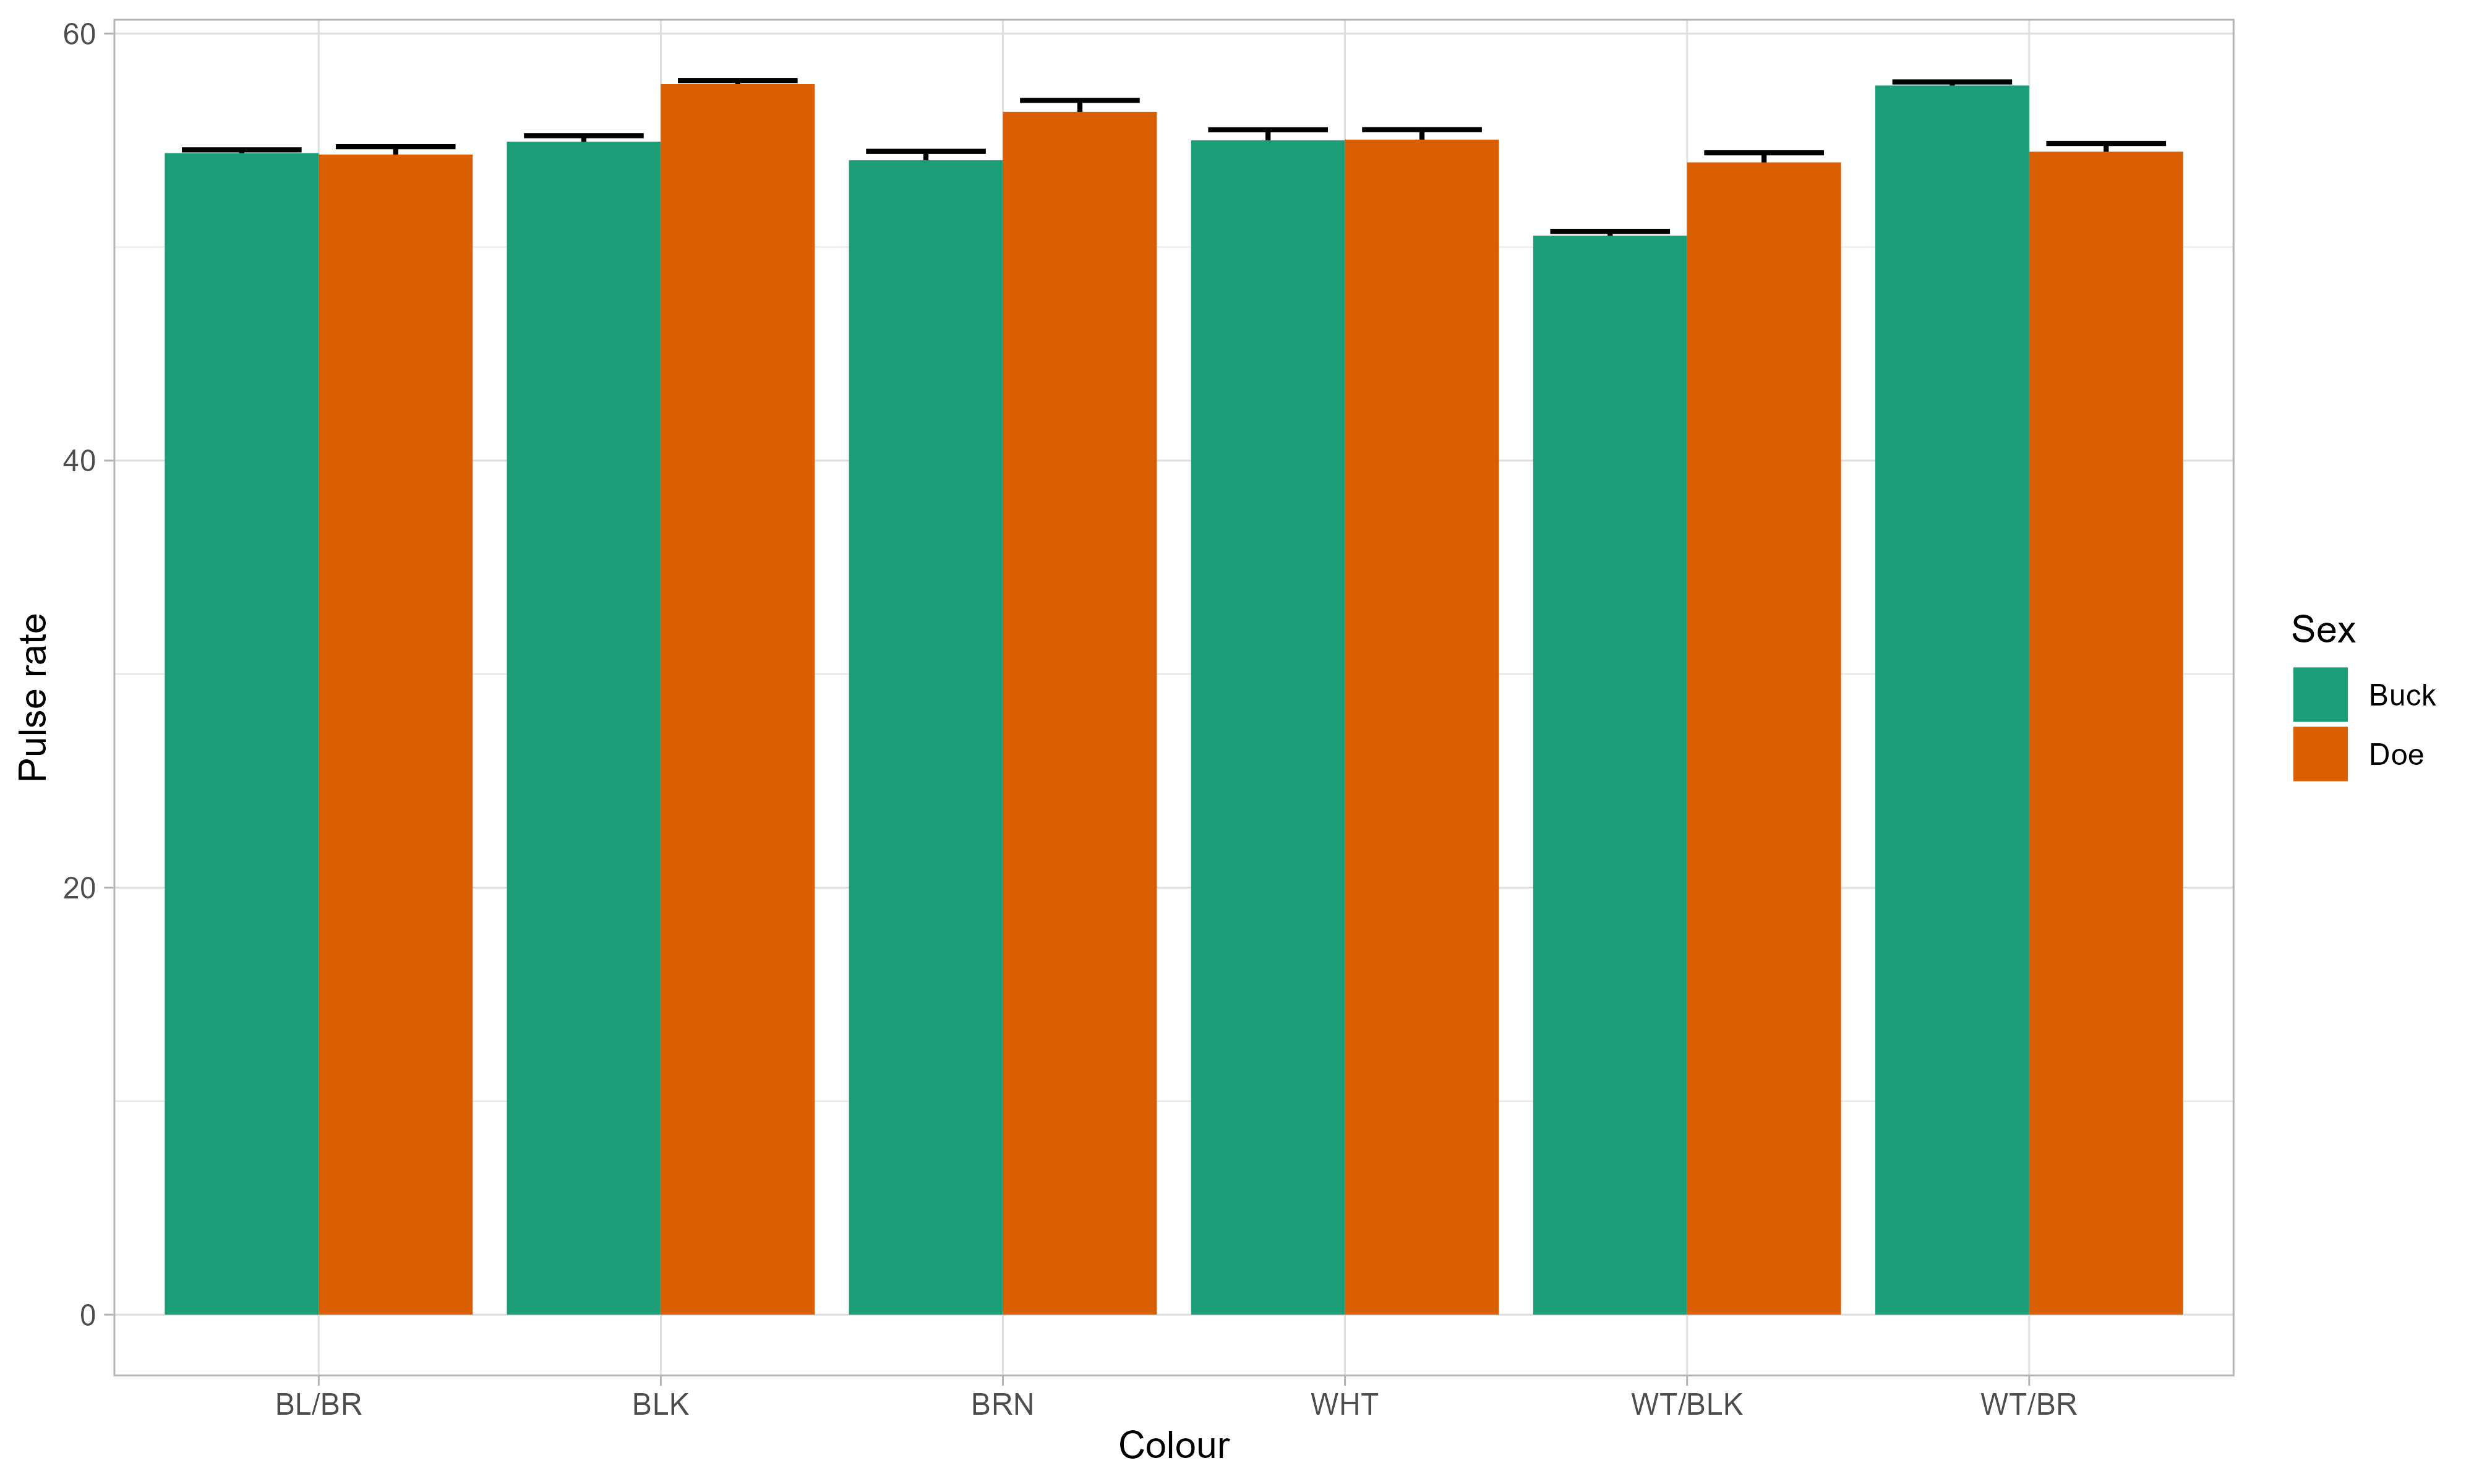 60
40
20
0
Pulse rate
BL/BR
BLK
BRN
WHT
WT/BLK
WT/BR
Colour
Sex
Buck
Doe